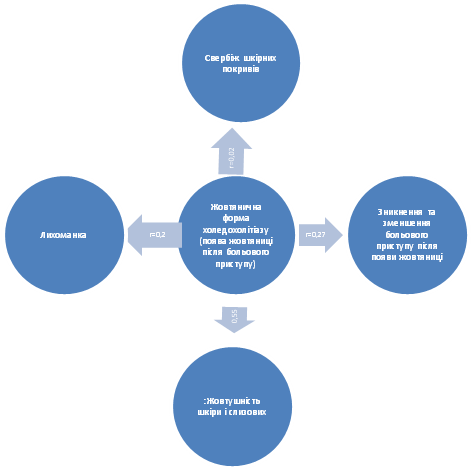 Свербіж шкірних
покривів
r=0,02
Лихоманка
r=0,2
Жовтянична
форма
холедохолітіазу
(поява жовтяниці
після больового
приступу)
r=0,27
Зникнення та
зменшення
больового
приступу після
появи жовтяниці
0,55
:Жовтушність
шкіри і слизових